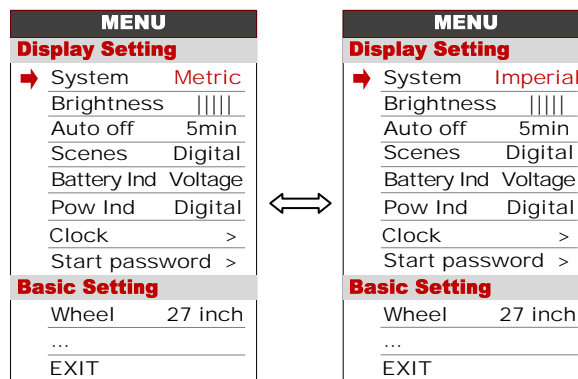 MENU
Display Setting
System Metric
Brightness |||||
Auto off 5min
Scenes Digital
Battery Ind Voltage
Pow Ind Digital
Clock >
Start password >
Basic Setting
Wheel 27 inch
...
EXIT
MENU
Display Setting
System Imperial
Brightness |||||
Auto off 5min
Scenes Digital
Battery Ind Voltage
Pow Ind Digital
Clock >
Start password >
Basic Setting
Wheel 27 inch
...
EXIT